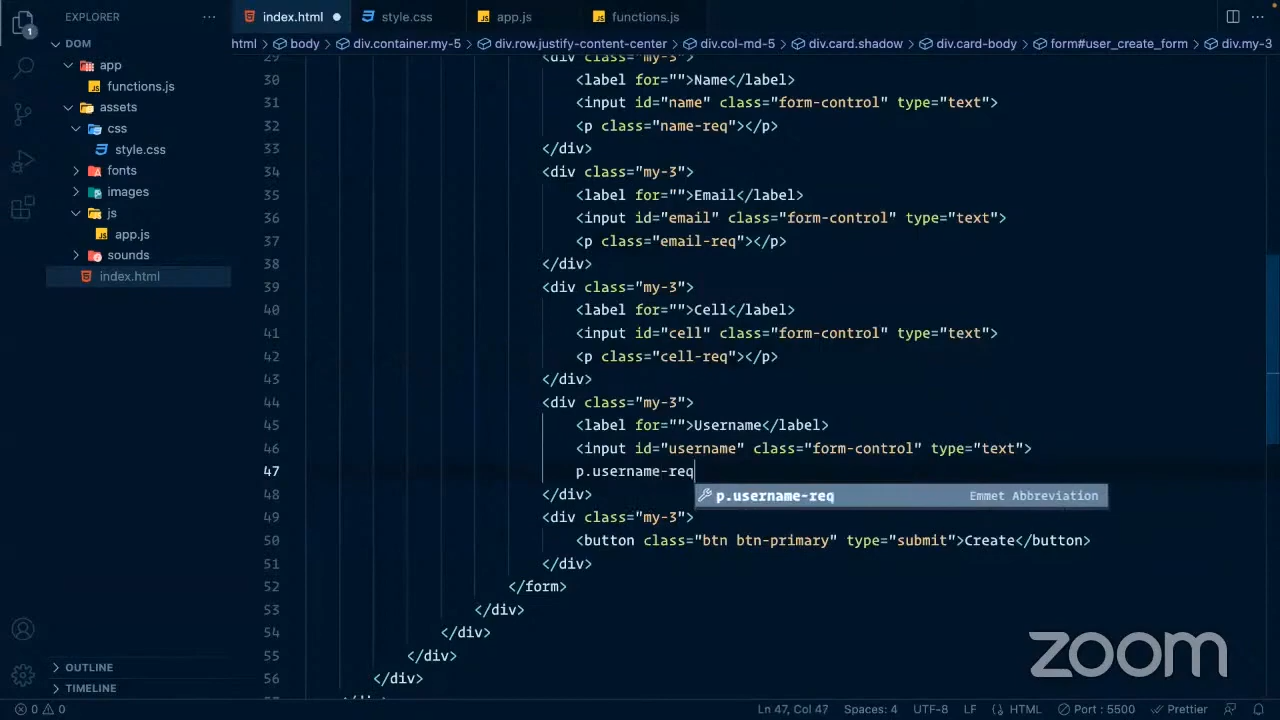 EXPLORER ···
index.html ● style.css app.js functions.js ···
DOM
html > body > div.container.my-5 > div.row.justify-content-center > div.col-md-5 > div.card.shadow > div.card-body > form#user_create_form > div.my-3
app
functions.js
assets
css
style.css
fonts
images
js
app.js
sounds
index.html
29 <div class="my-3">
30 <label for="">Name</label>
31 <input id="name" class="form-control" type="text">
32 <p class="name-req"></p>
33 </div>
34 <div class="my-3">
35 <label for="">Email</label>
36 <input id="email" class="form-control" type="text">
37 <p class="email-req"></p>
38 </div>
39 <div class="my-3">
40 <label for="">Cell</label>
41 <input id="cell" class="form-control" type="text">
42 <p class="cell-req"></p>
43 </div>
44 <div class="my-3">
45 <label for="">Username</label>
46 <input id="username" class="form-control" type="text">
47 p.username-req
p.username-req Emmet Abbreviation
48 </div>
49 <div class="my-3">
50 <button class="btn btn-primary" type="submit">Create</button>
51 </div>
52 </form>
53 </div>
54 </div>
55 </div>
56 </div>
57 </div>
1
OUTLINE
TIMELINE
zoom
0 0 Ln 47, Col 47 Spaces: 4 UTF-8 LF {} HTML Port : 5500 Prettier